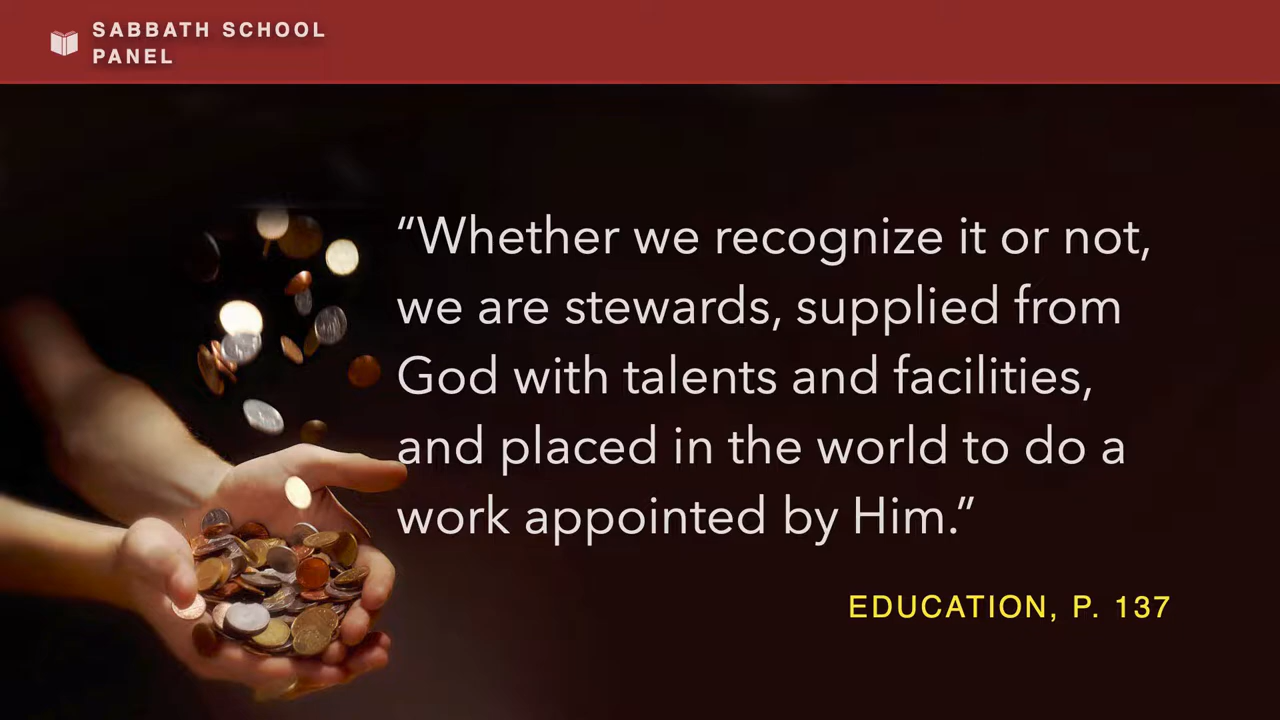 SABBATH SCHOOL
PANEL
“Whether we recognize it or not,
we are stewards, supplied from
God with talents and facilities,
and placed in the world to do a
work appointed by Him.”
EDUCATION, P. 137